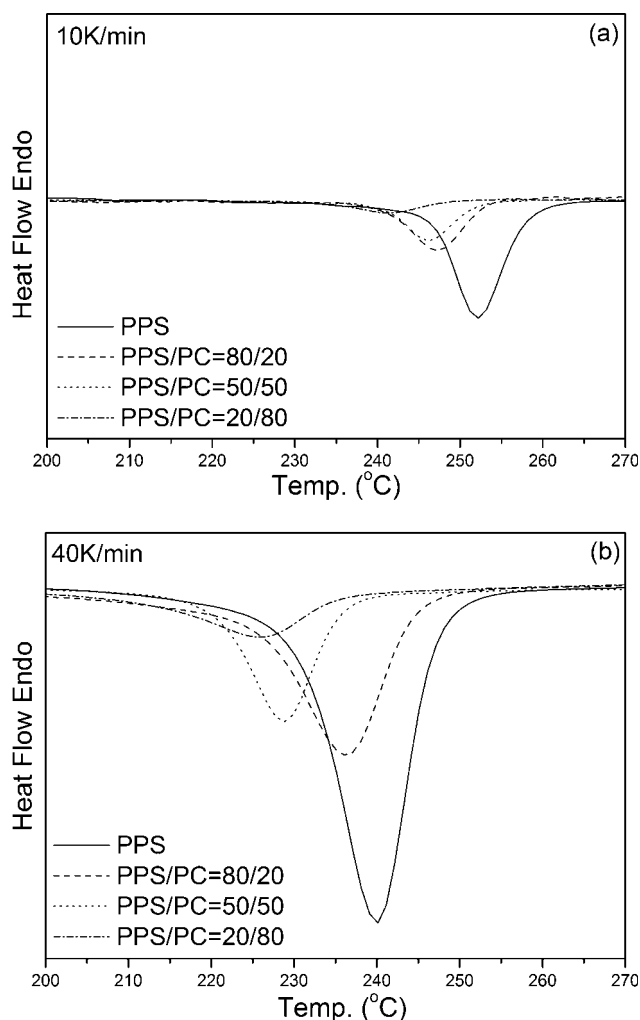 10K/min
(a)
Heat Flow Endo
PPS
PPS/PC=80/20
PPS/PC=50/50
PPS/PC=20/80
200 210 220 230 240 250 260 270
Temp. (°C)
40K/min
(b)
Heat Flow Endo
PPS
PPS/PC=80/20
PPS/PC=50/50
PPS/PC=20/80
200 210 220 230 240 250 260 270
Temp. (°C)